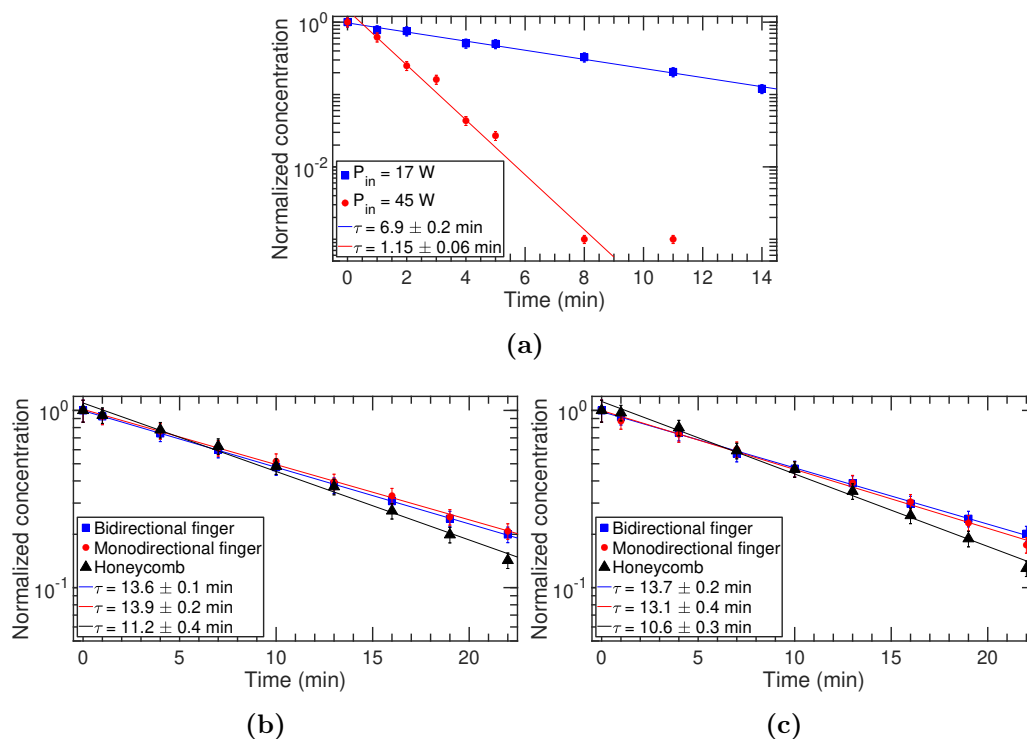 Normalized concentration
10^0
10^-2
P_in = 17 W
P_in = 45 W
τ = 6.9 ± 0.2 min
τ = 1.15 ± 0.06 min
0 2 4 6 8 10 12 14
Time (min)
(a)
Normalized concentration
10^0
10^-1
Bidirectional finger
Monodirectional finger
Honeycomb
τ = 13.6 ± 0.1 min
τ = 13.9 ± 0.2 min
τ = 11.2 ± 0.4 min
0 5 10 15 20
Time (min)
(b)
Normalized concentration
10^0
10^-1
Bidirectional finger
Monodirectional finger
Honeycomb
τ = 13.7 ± 0.2 min
τ = 13.1 ± 0.4 min
τ = 10.6 ± 0.3 min
0 5 10 15 20
Time (min)
(c)